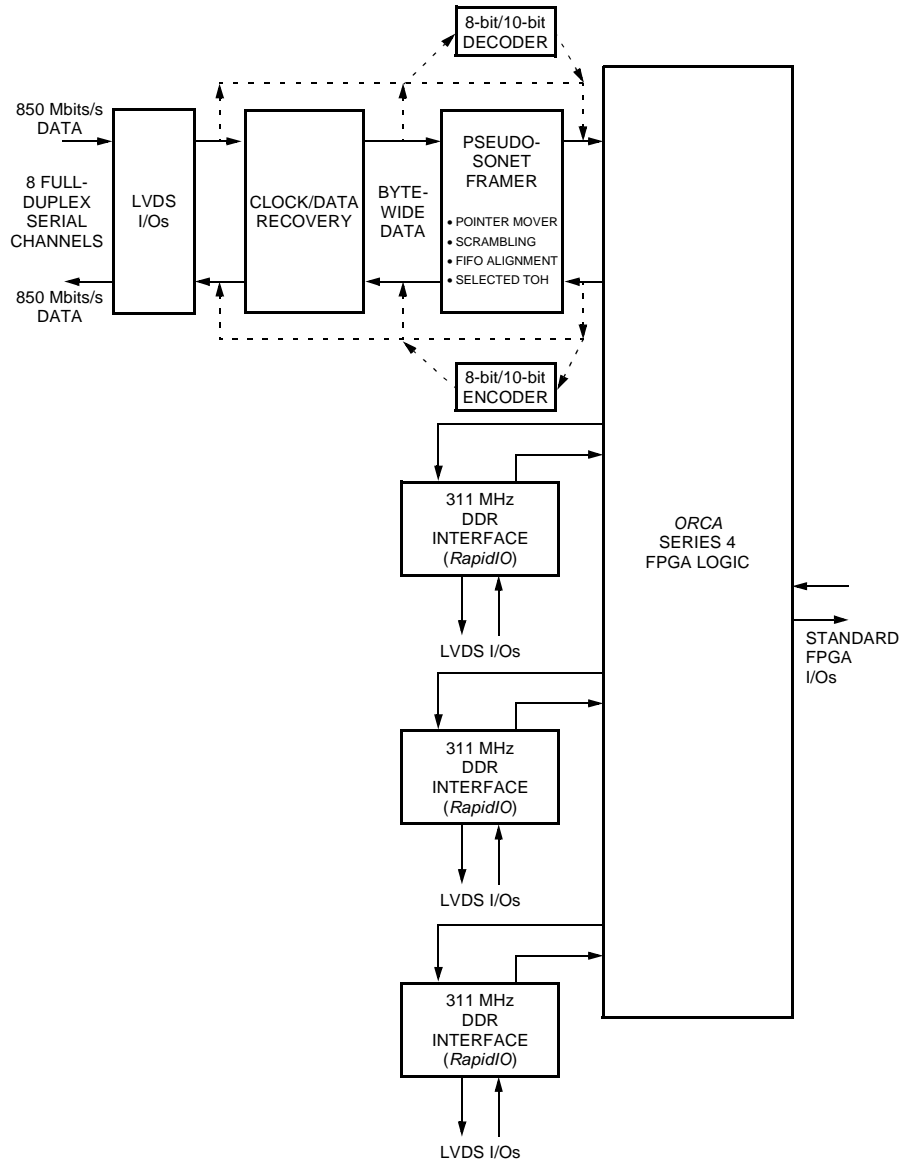 8-bit/10-bit
DECODER
850 Mbits/s
DATA
8 FULL-
DUPLEX
SERIAL
CHANNELS
850 Mbits/s
DATA
LVDS
I/Os
CLOCK/DATA
RECOVERY
BYTE-
WIDE
DATA
PSEUDO-
SONET
FRAMER
• POINTER MOVER
• SCRAMBLING
• FIFO ALIGNMENT
• SELECTED TOH
8-bit/10-bit
ENCODER
311 MHz
DDR
INTERFACE
(RapidIO)
LVDS I/Os
311 MHz
DDR
INTERFACE
(RapidIO)
LVDS I/Os
311 MHz
DDR
INTERFACE
(RapidIO)
LVDS I/Os
ORCA
SERIES 4
FPGA LOGIC
STANDARD
FPGA
I/Os